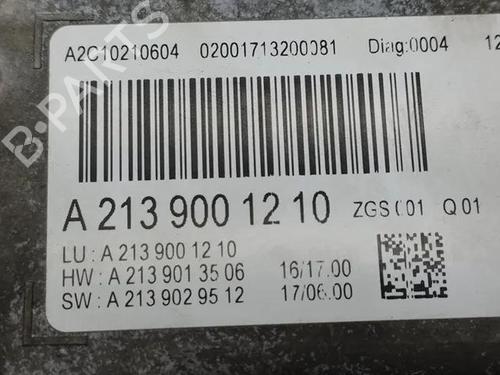 A2C10210604 02001713200081 Diag:0004 12
A 213 900 12 10 ZGS 001 Q 01
LU : A 213 900 12 10
HW : A 213 901 35 06 16/17.00
SW : A 213 902 95 12 17/06.00
B-PARTS